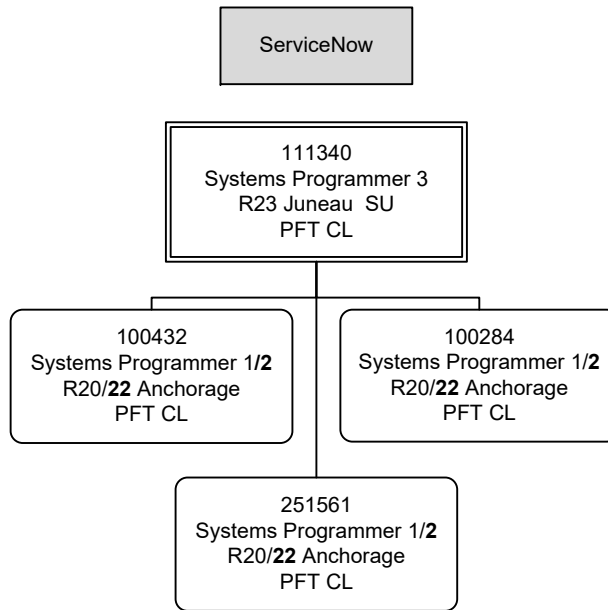 ServiceNow
111340
Systems Programmer 3
R23 Juneau  SU
PFT CL
100432
Systems Programmer 1/2
R20/22 Anchorage
PFT CL
100284
Systems Programmer 1/2
R20/22 Anchorage
PFT CL
251561
Systems Programmer 1/2
R20/22 Anchorage
PFT CL